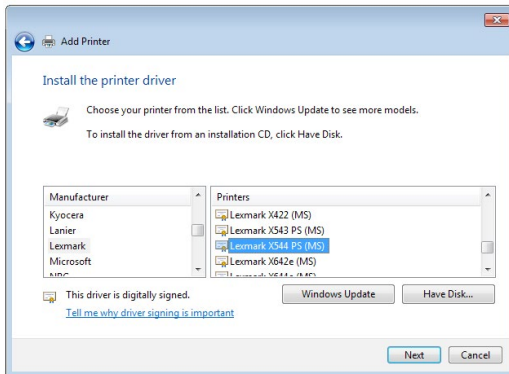 Add Printer
Install the printer driver
Choose your printer from the list. Click Windows Update to see more models.
To install the driver from an installation CD, click Have Disk.
Manufacturer
Kyocera
Lanier
Lexmark
Microsoft
Printers
Lexmark X422 (MS)
Lexmark X543 PS (MS)
Lexmark X544 PS (MS)
Lexmark X642e (MS)
This driver is digitally signed.
Tell me why driver signing is important
Windows Update
Have Disk...
Next
Cancel